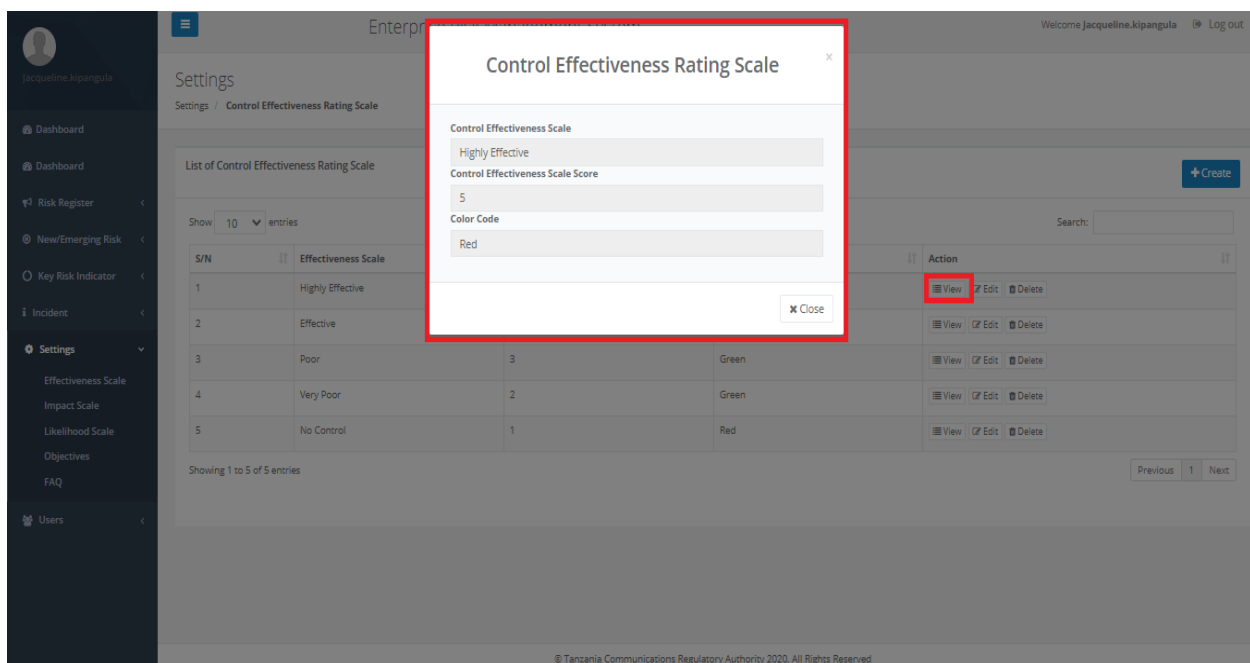 Enterpr
Welcome Jacqueline.kipangula Log out
Jacqueline.kipangula
Dashboard
Dashboard
Risk Register
New/Emerging Risk
Key Risk Indicator
Incident
Settings
Effectiveness Scale
Impact Scale
Likelihood Scale
Objectives
FAQ
Users
Settings
Settings / Control Effectiveness Rating Scale
List of Control Effectiveness Rating Scale
+Create
Show 10 entries
Search:
S/N Effectiveness Scale Action
1 Highly Effective View Edit Delete
2 Effective View Edit Delete
3 Poor 3 Green View Edit Delete
4 Very Poor 2 Green View Edit Delete
5 No Control 1 Red View Edit Delete
Showing 1 to 5 of 5 entries
Previous 1 Next
Control Effectiveness Rating Scale ×
Control Effectiveness Scale
Highly Effective
Control Effectiveness Scale Score
5
Color Code
Red
Close
© Tanzania Communications Regulatory Authority 2020. All Rights Reserved